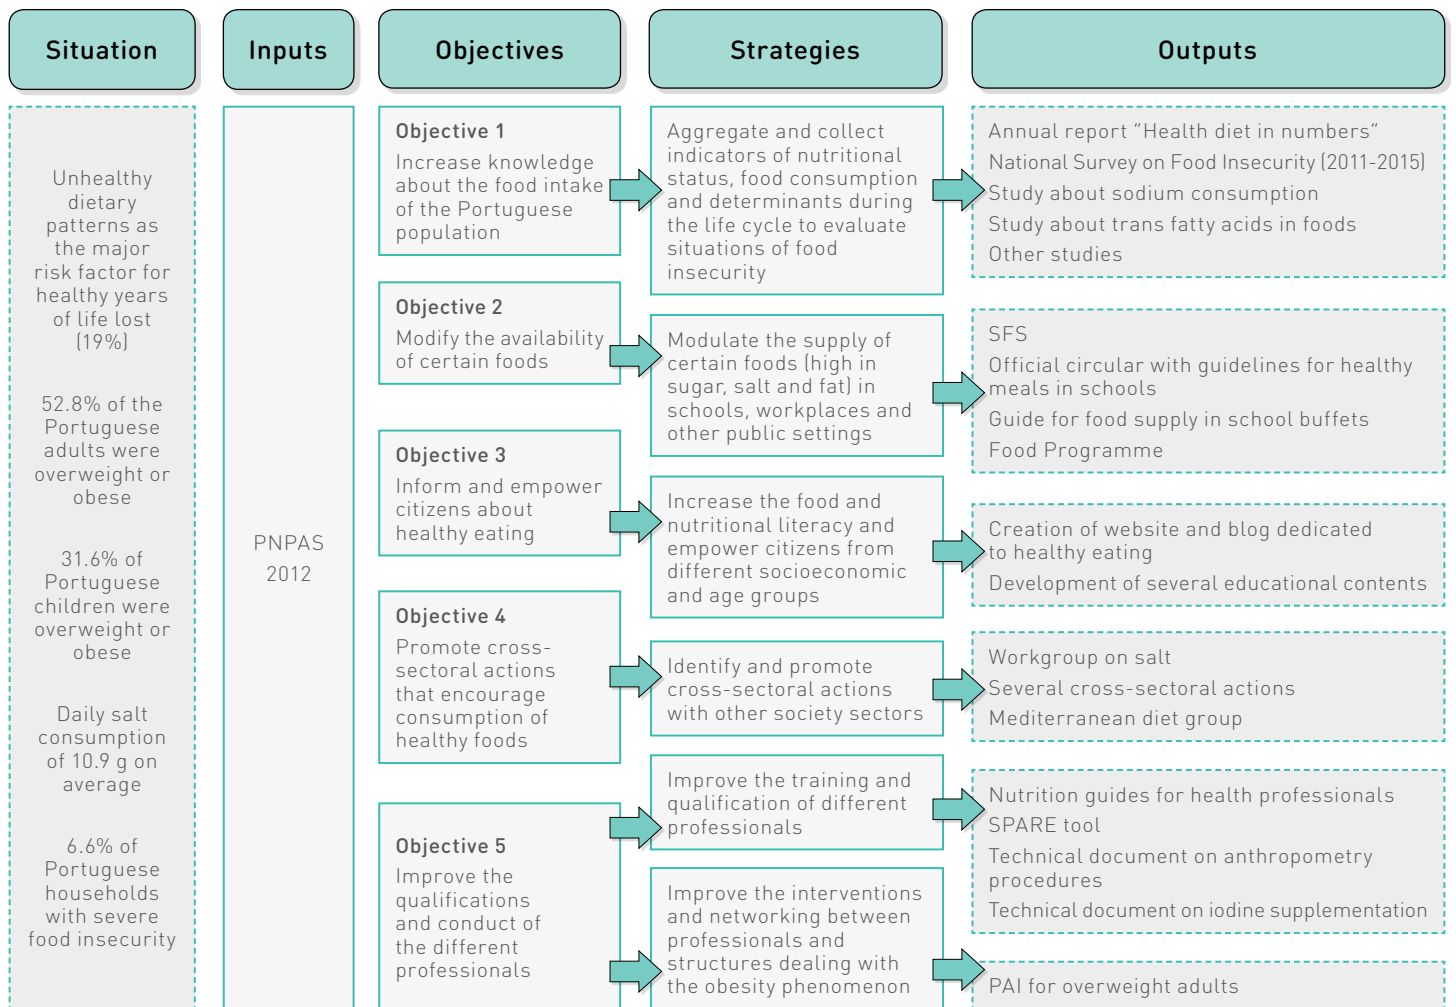 Situation
Inputs
Objectives
Strategies
Outputs
Unhealthy
dietary
patterns as
the major
risk factor for
healthy years
of life lost
(19%)
52.8% of the
Portuguese
adults were
overweight or
obese
31.6% of
Portuguese
children were
overweight or
obese
Daily salt
consumption
of 10.9 g on
average
6.6% of
Portuguese
households
with severe
food insecurity
PNPAS
2012
Objective 1
Increase knowledge
about the food intake
of the Portuguese
population
Objective 2
Modify the availability
of certain foods
Objective 3
Inform and empower
citizens about
healthy eating
Objective 4
Promote cross-
sectoral actions
that encourage
consumption of
healthy foods
Objective 5
Improve the
qualifications
and conduct of
the different
professionals
Aggregate and collect
indicators of nutritional
status, food consumption
and determinants during
the life cycle to evaluate
situations of food
insecurity
Modulate the supply of
certain foods (high in
sugar, salt and fat) in
schools, workplaces and
other public settings
Increase the food and
nutritional literacy and
empower citizens from
different socioeconomic
and age groups
Identify and promote
cross-sectoral actions
with other society sectors
Improve the training and
qualification of different
professionals
Improve the interventions
and networking between
professionals and
structures dealing with
the obesity phenomenon
Annual report "Health diet in numbers"
National Survey on Food Insecurity (2011-2015)
Study about sodium consumption
Study about trans fatty acids in foods
Other studies
SFS
Official circular with guidelines for healthy
meals in schools
Guide for food supply in school buffets
Food Programme
Creation of website and blog dedicated
to healthy eating
Development of several educational contents
Workgroup on salt
Several cross-sectoral actions
Mediterranean diet group
Nutrition guides for health professionals
SPARE tool
Technical document on anthropometry
procedures
Technical document on iodine supplementation
PAI for overweight adults